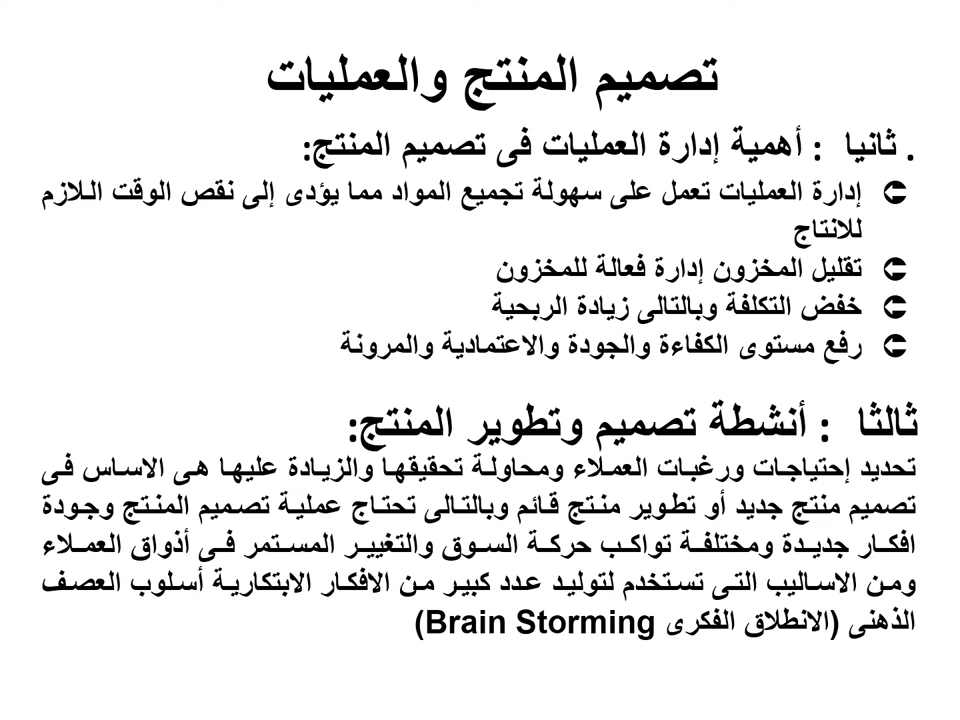 تصميم المنتج والعمليات
. ثانيا : أهمية إدارة العمليات فى تصميم المنتج:
إدارة العمليات تعمل على سهولة تجميع المواد مما يؤدى إلى نقص الوقت اللازم
للانتاج
تقليل المخزون إدارة فعالة للمخزون
خفض التكلفة وبالتالى زيادة الربحية
رفع مستوى الكفاءة والجودة والاعتمادية والمرونة
ثالثا : أنشطة تصميم وتطوير المنتج:
تحديد إحتياجات ورغبات العملاء ومحاولة تحقيقها والزيادة عليها هى الاساس فى
تصميم منتج جديد أو تطوير منتج قائم وبالتالى تحتاج عملية تصميم المنتج وجودة
افكار جديدة ومختلفة تواكب حركة السوق والتغيير المستمر فى أذواق العملاء
ومن الاساليب التى تستخدم لتوليد عدد كبير من الافكار الابتكارية أسلوب العصف
الذهنى (الانطلاق الفكرى Brain Storming)